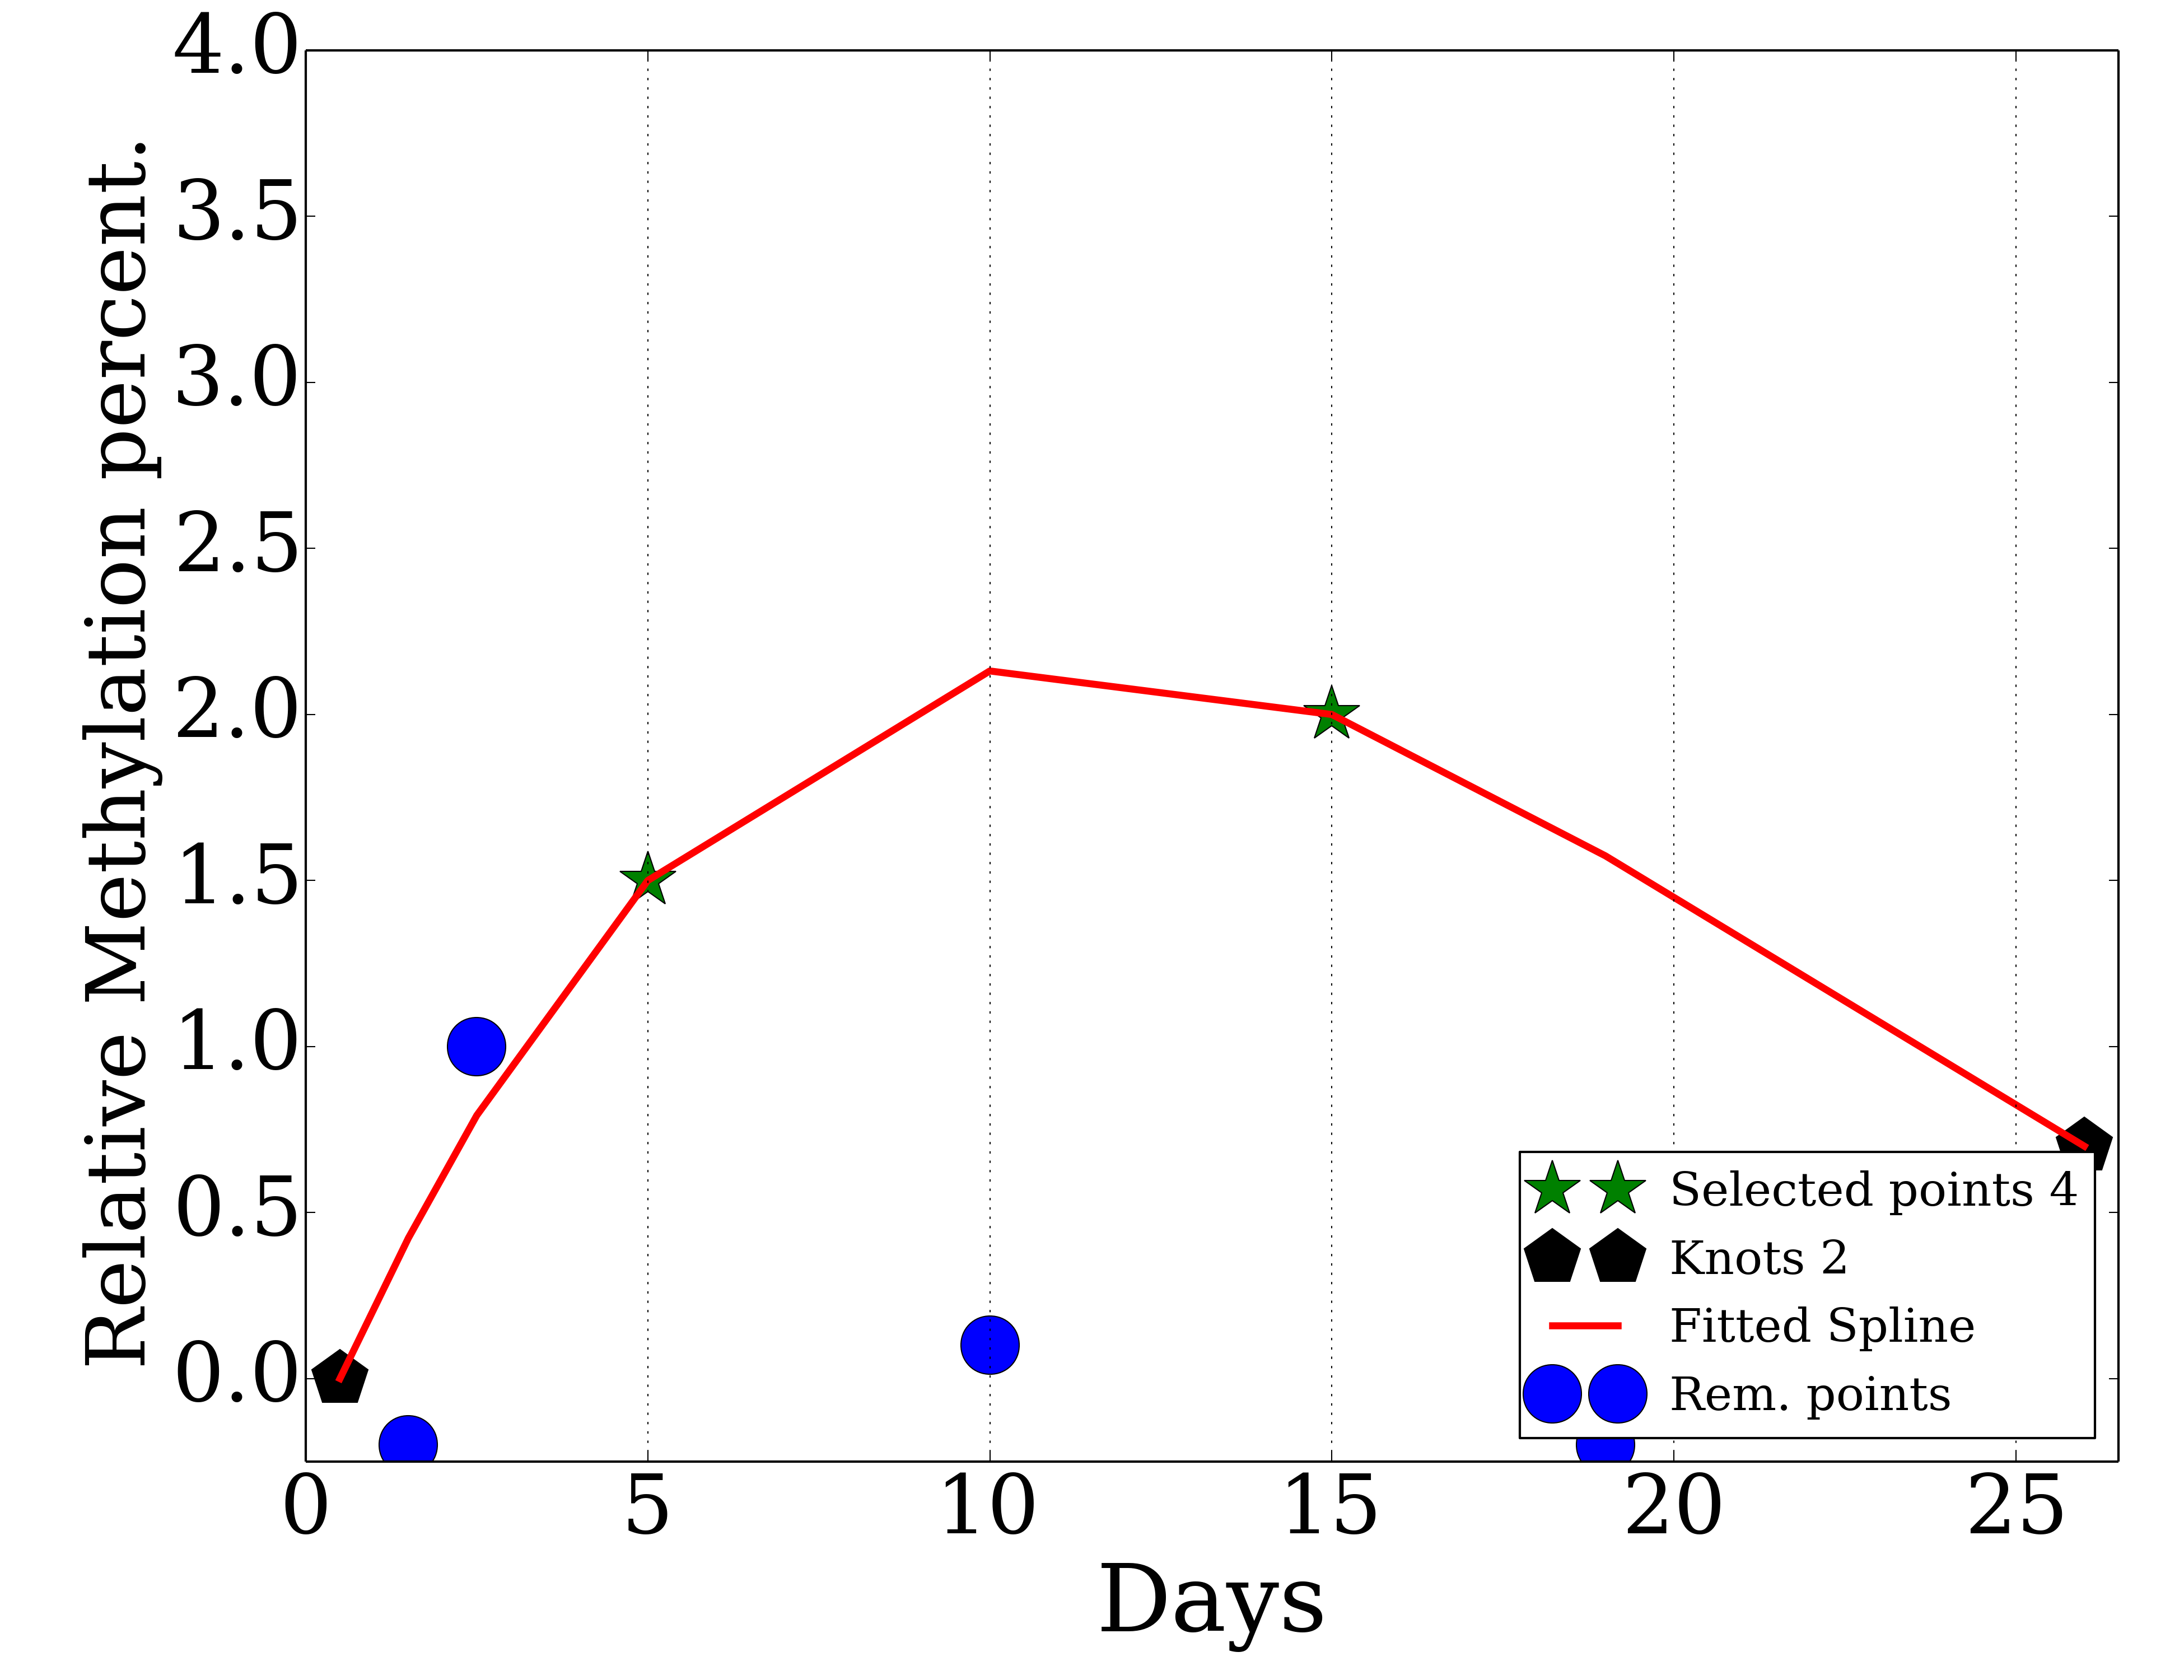 Relative Methylation percent.
4.0
3.5
3.0
2.5
2.0
1.5
1.0
0.5
0.0
0 5 10 15 20 25
Days
Selected points 4
Knots 2
Fitted Spline
Rem. points